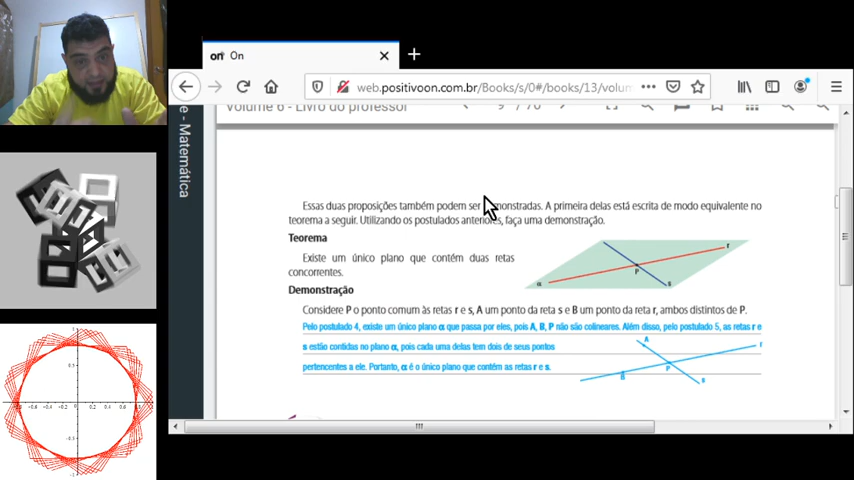 on On
web.positivoon.com.br/Books/s/0#/books/13/volum
Volume 6 - Livro do professor
9 / 70
e - Matemática
Essas duas proposições também podem ser demonstradas. A primeira delas está escrita de modo equivalente no
teorema a seguir. Utilizando os postulados anteriores, faça uma demonstração.
Teorema
Existe um único plano que contém duas retas
concorrentes.
r
P
α
s
Demonstração
Considere P o ponto comum às retas r e s, A um ponto da reta s e B um ponto da reta r, ambos distintos de P.
Pelo postulado 4, existe um único plano α que passa por eles, pois A, B, P não são colineares. Além disso, pelo postulado 5, as retas r e
s estão contidas no plano α, pois cada uma delas tem dois de seus pontos
pertencentes a ele. Portanto, α é o único plano que contém as retas r e s.
A
r
P
B
s